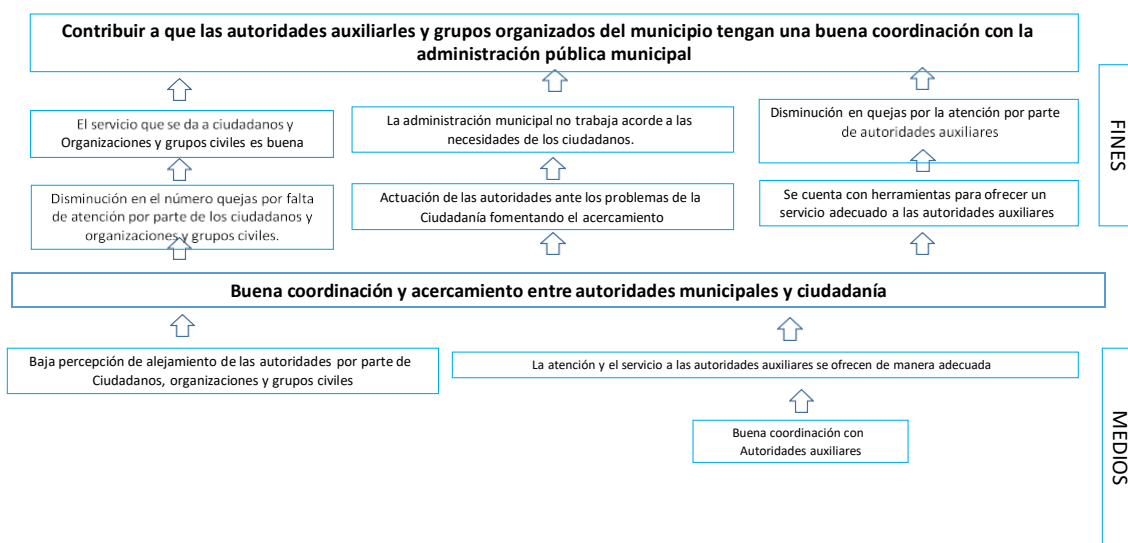 Contribuir a que las autoridades auxiliarles y grupos organizados del municipio tengan una buena coordinación con la
administración pública municipal
El servicio que se da a ciudadanos y
Organizaciones y grupos civiles es buena
La administración municipal no trabaja acorde a las
necesidades de los ciudadanos.
Disminución en quejas por la atención por parte
de autoridades auxiliares
Disminución en el número quejas por falta
de atención por parte de los ciudadanos y
organizaciones y grupos civiles.
Actuación de las autoridades ante los problemas de la
Ciudadanía fomentando el acercamiento
Se cuenta con herramientas para ofrecer un
servicio adecuado a las autoridades auxiliares
FINES
Buena coordinación y acercamiento entre autoridades municipales y ciudadanía
Baja percepción de alejamiento de las autoridades por parte de
Ciudadanos, organizaciones y grupos civiles
La atención y el servicio a las autoridades auxiliares se ofrecen de manera adecuada
Buena coordinación con
Autoridades auxiliares
MEDIOS